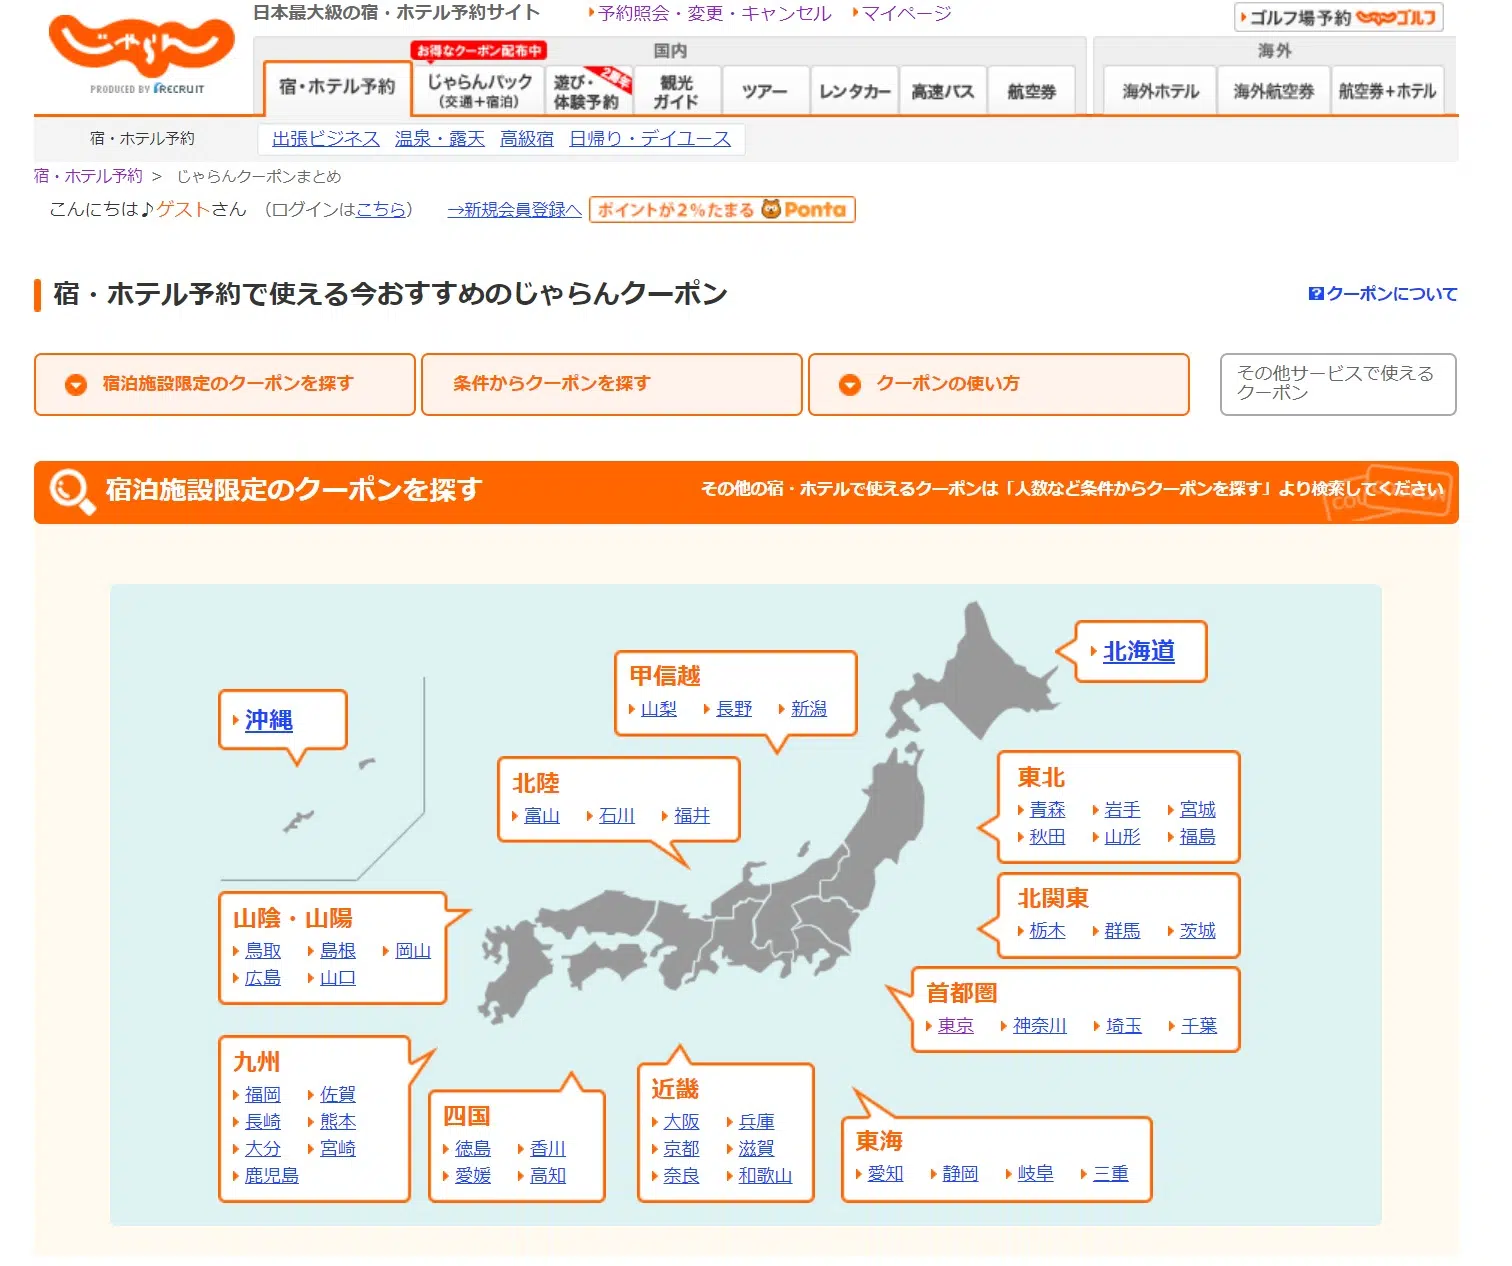 じゃらん
PRODUCED BY RECRUIT
日本最大級の宿・ホテル予約サイト
予約照会・変更・キャンセル
マイページ
ゴルフ場予約 じゃらんゴルフ
お得なクーポン配布中
国内
海外
宿・ホテル予約
じゃらんパック
（交通＋宿泊）
遊び・
体験予約
2周年
観光
ガイド
ツアー
レンタカー
高速バス
航空券
海外ホテル
海外航空券
航空券+ホテル
宿・ホテル予約
出張ビジネス 温泉・露天 高級宿 日帰り・デイユース
宿・ホテル予約 > じゃらんクーポンまとめ
こんにちは♪ゲストさん （ログインはこちら） →新規会員登録へ ポイントが2%たまる Ponta
宿・ホテル予約で使える今おすすめのじゃらんクーポン
?クーポンについて
宿泊施設限定のクーポンを探す
条件からクーポンを探す
クーポンの使い方
その他サービスで使える
クーポン
宿泊施設限定のクーポンを探す
その他の宿・ホテルで使えるクーポンは「人数など条件からクーポンを探す」より検索してください
北海道
甲信越
山梨 長野 新潟
沖縄
北陸
富山 石川 福井
東北
青森 岩手 宮城
秋田 山形 福島
北関東
栃木 群馬 茨城
山陰・山陽
鳥取 島根 岡山
広島 山口
首都圏
東京 神奈川 埼玉 千葉
九州
福岡 佐賀
長崎 熊本
大分 宮崎
鹿児島
四国
徳島 香川
愛媛 高知
近畿
大阪 兵庫
京都 滋賀
奈良 和歌山
東海
愛知 静岡 岐阜 三重